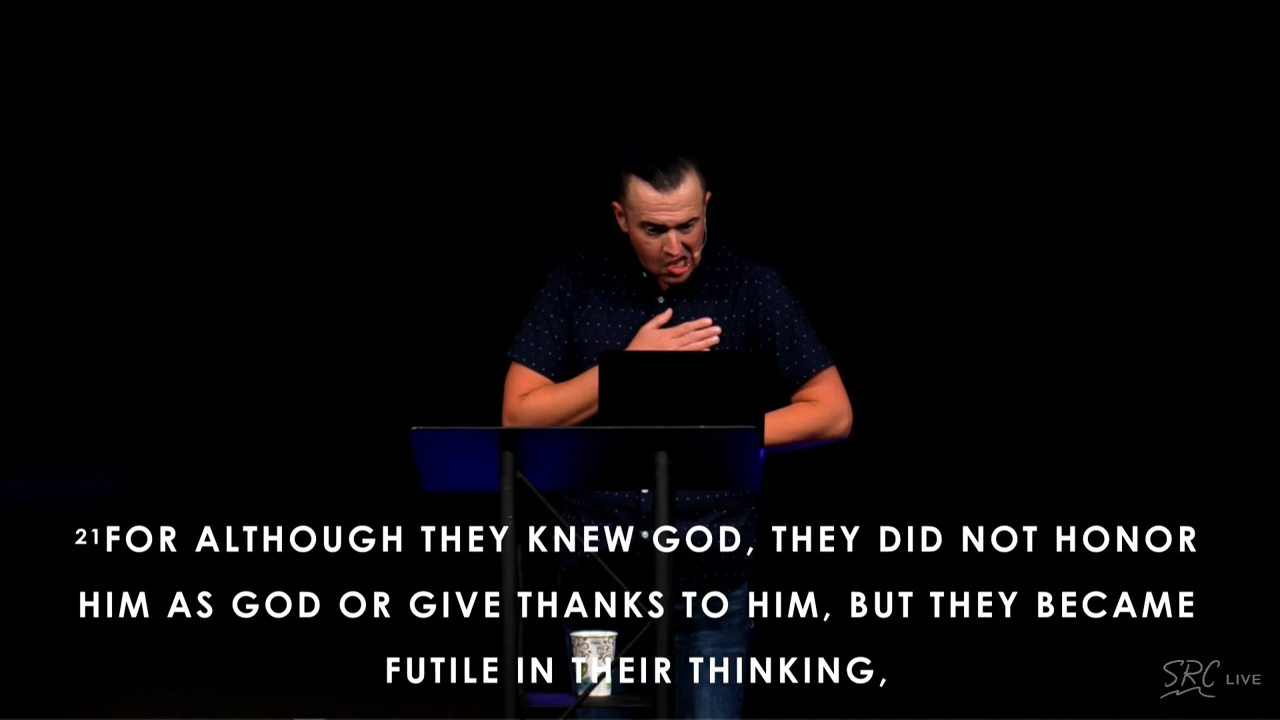 ²¹FOR ALTHOUGH THEY KNEW GOD, THEY DID NOT HONOR
HIM AS GOD OR GIVE THANKS TO HIM, BUT THEY BECAME
FUTILE IN THEIR THINKING,
SRC LIVE